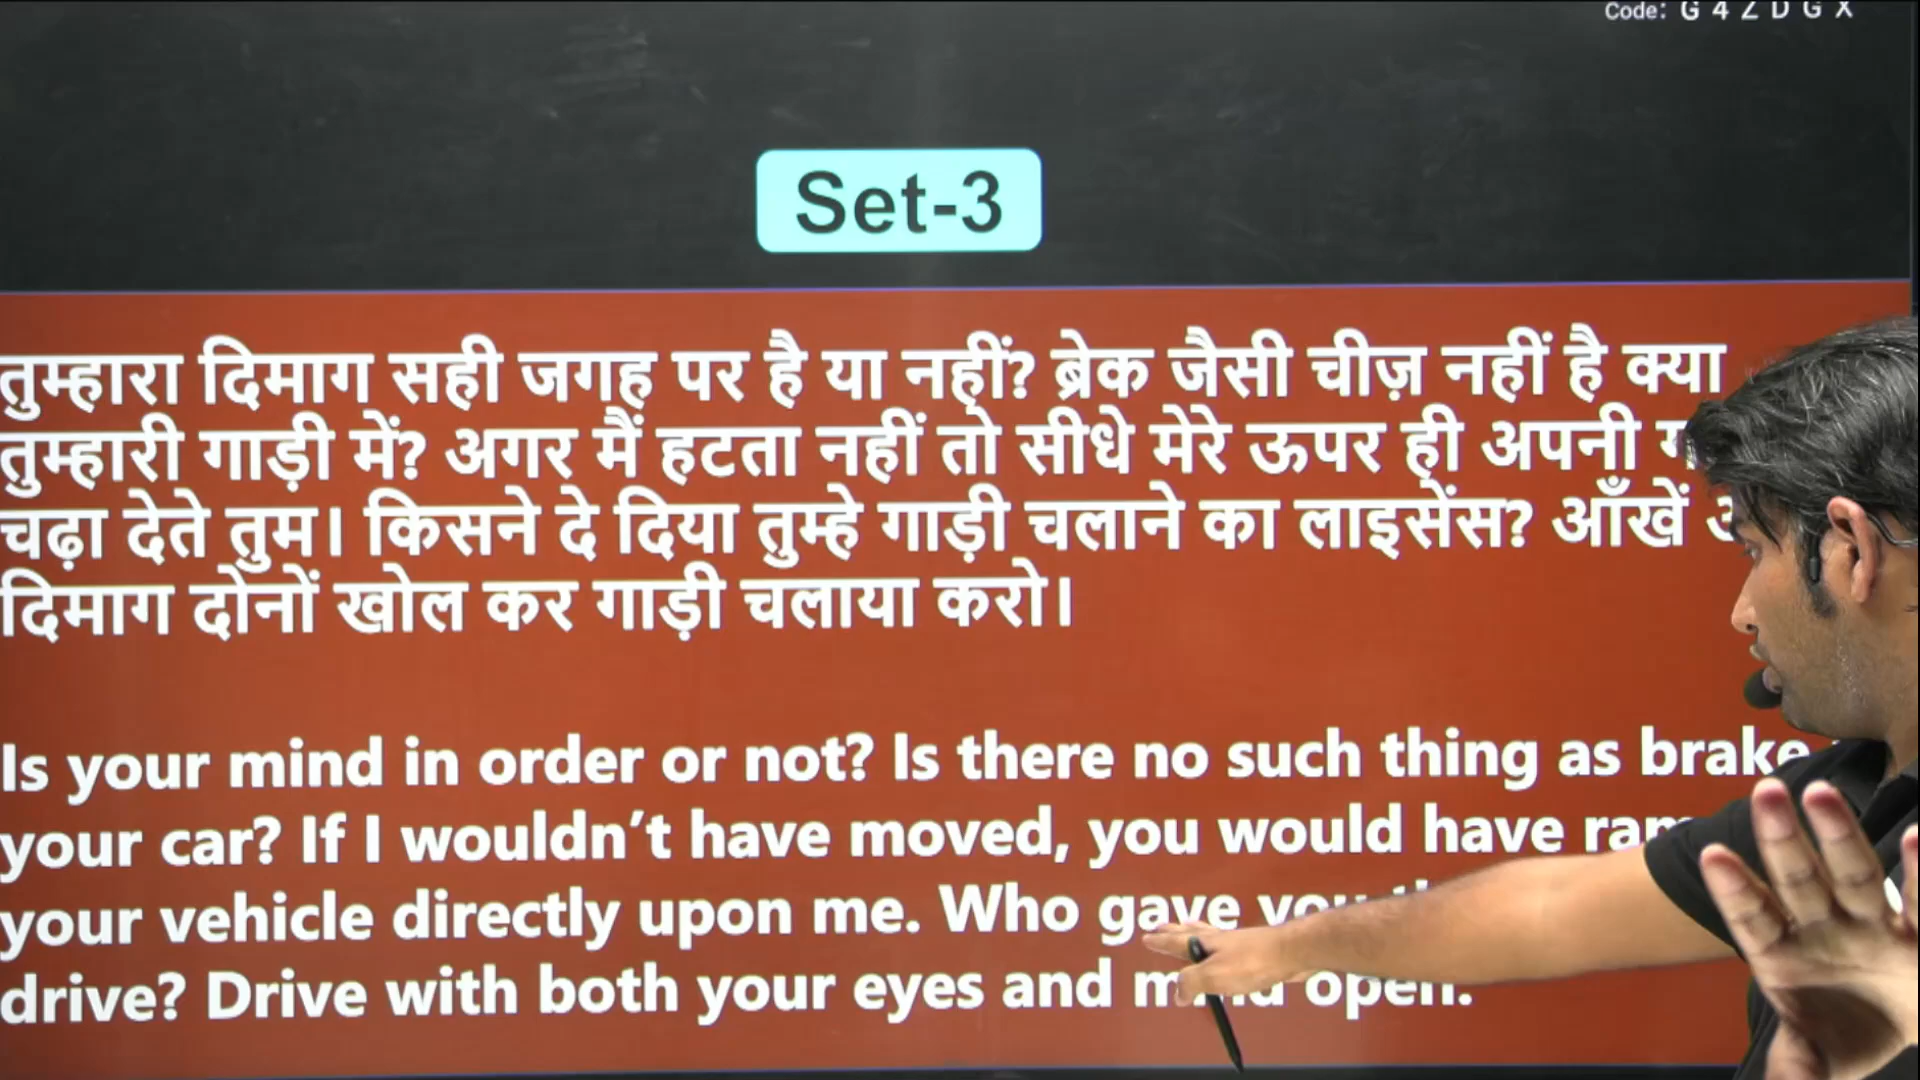 Code: G 4 Z D G X
Set-3
तुम्हारा दिमाग सही जगह पर है या नहीं? ब्रेक जैसी चीज़ नहीं है क्या
तुम्हारी गाड़ी में? अगर मैं हटता नहीं तो सीधे मेरे ऊपर ही अपनी
चढ़ा देते तुम। किसने दे दिया तुम्हे गाड़ी चलाने का लाइसेंस? आँखें
दिमाग दोनों खोल कर गाड़ी चलाया करो।
Is your mind in order or not? Is there no such thing as brake
your car? If I wouldn’t have moved, you would have
your vehicle directly upon me. Who gave you
drive? Drive with both your eyes and mind open.